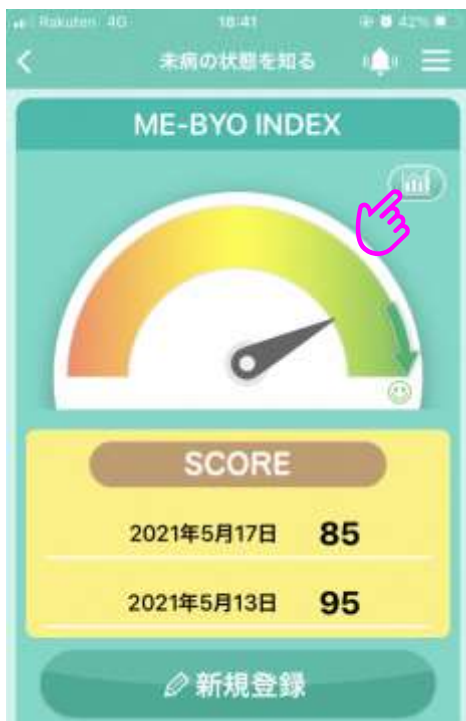 Rakuten 4G 18:41 42%
未病の状態を知る
ME-BYO INDEX
SCORE
2021年5月17日 85
2021年5月13日 95
新規登録